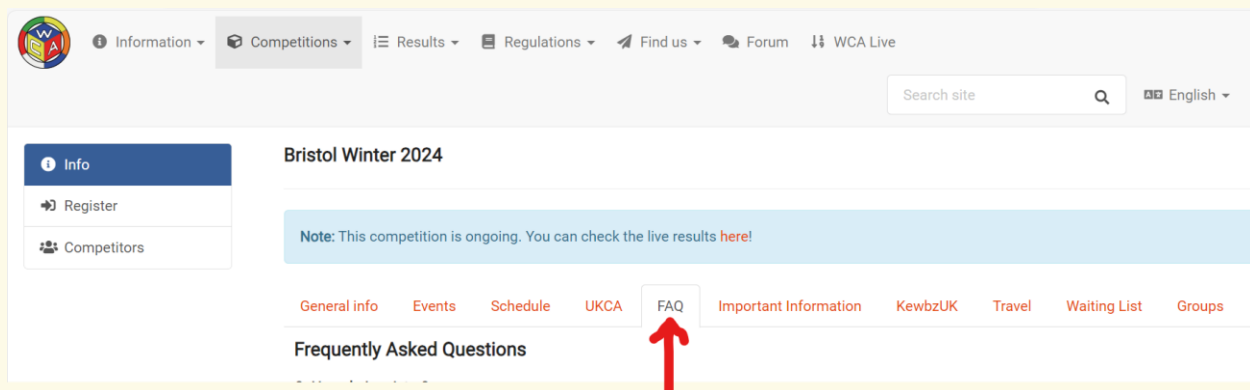 WCA
Information Competitions Results Regulations Find us Forum WCA Live
Search site English
Info
Bristol Winter 2024
Register
Competitors
Note: This competition is ongoing. You can check the live results here!
General info Events Schedule UKCA FAQ Important Information KewbzUK Travel Waiting List Groups
Frequently Asked Questions